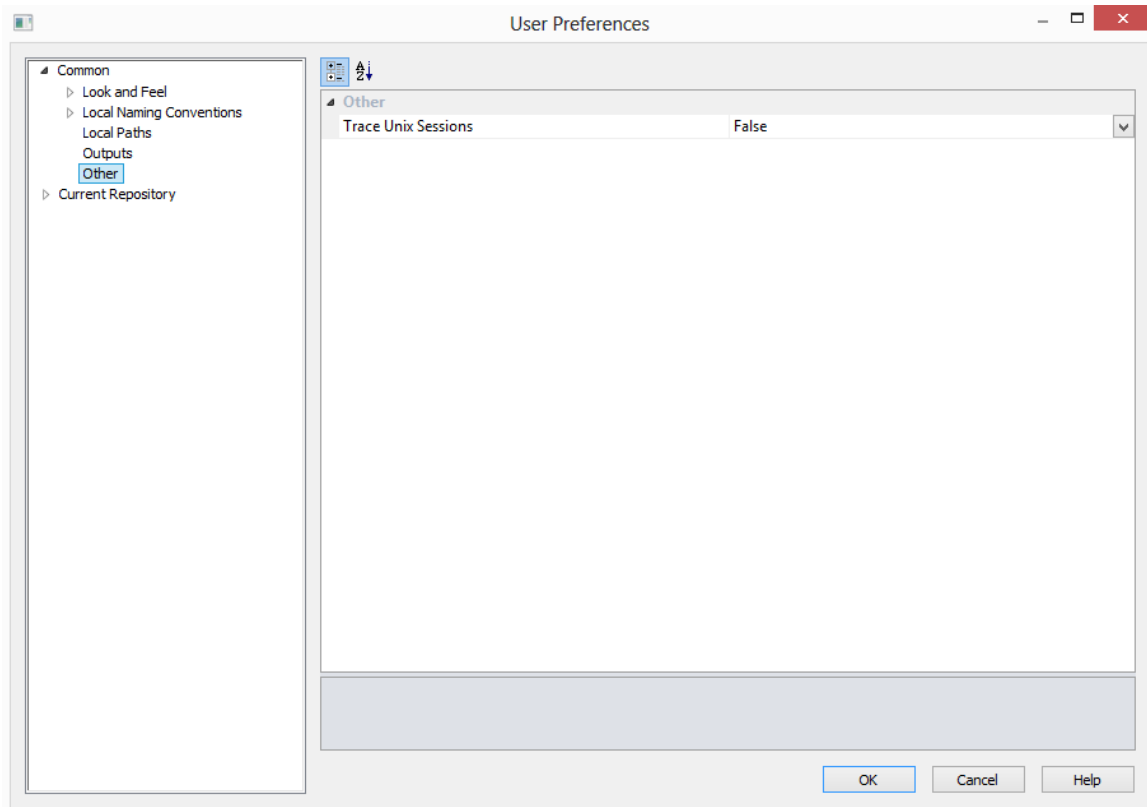 User Preferences
Common
Look and Feel
Local Naming Conventions
Local Paths
Outputs
Other
Current Repository
Other
Trace Unix Sessions False
OK Cancel Help